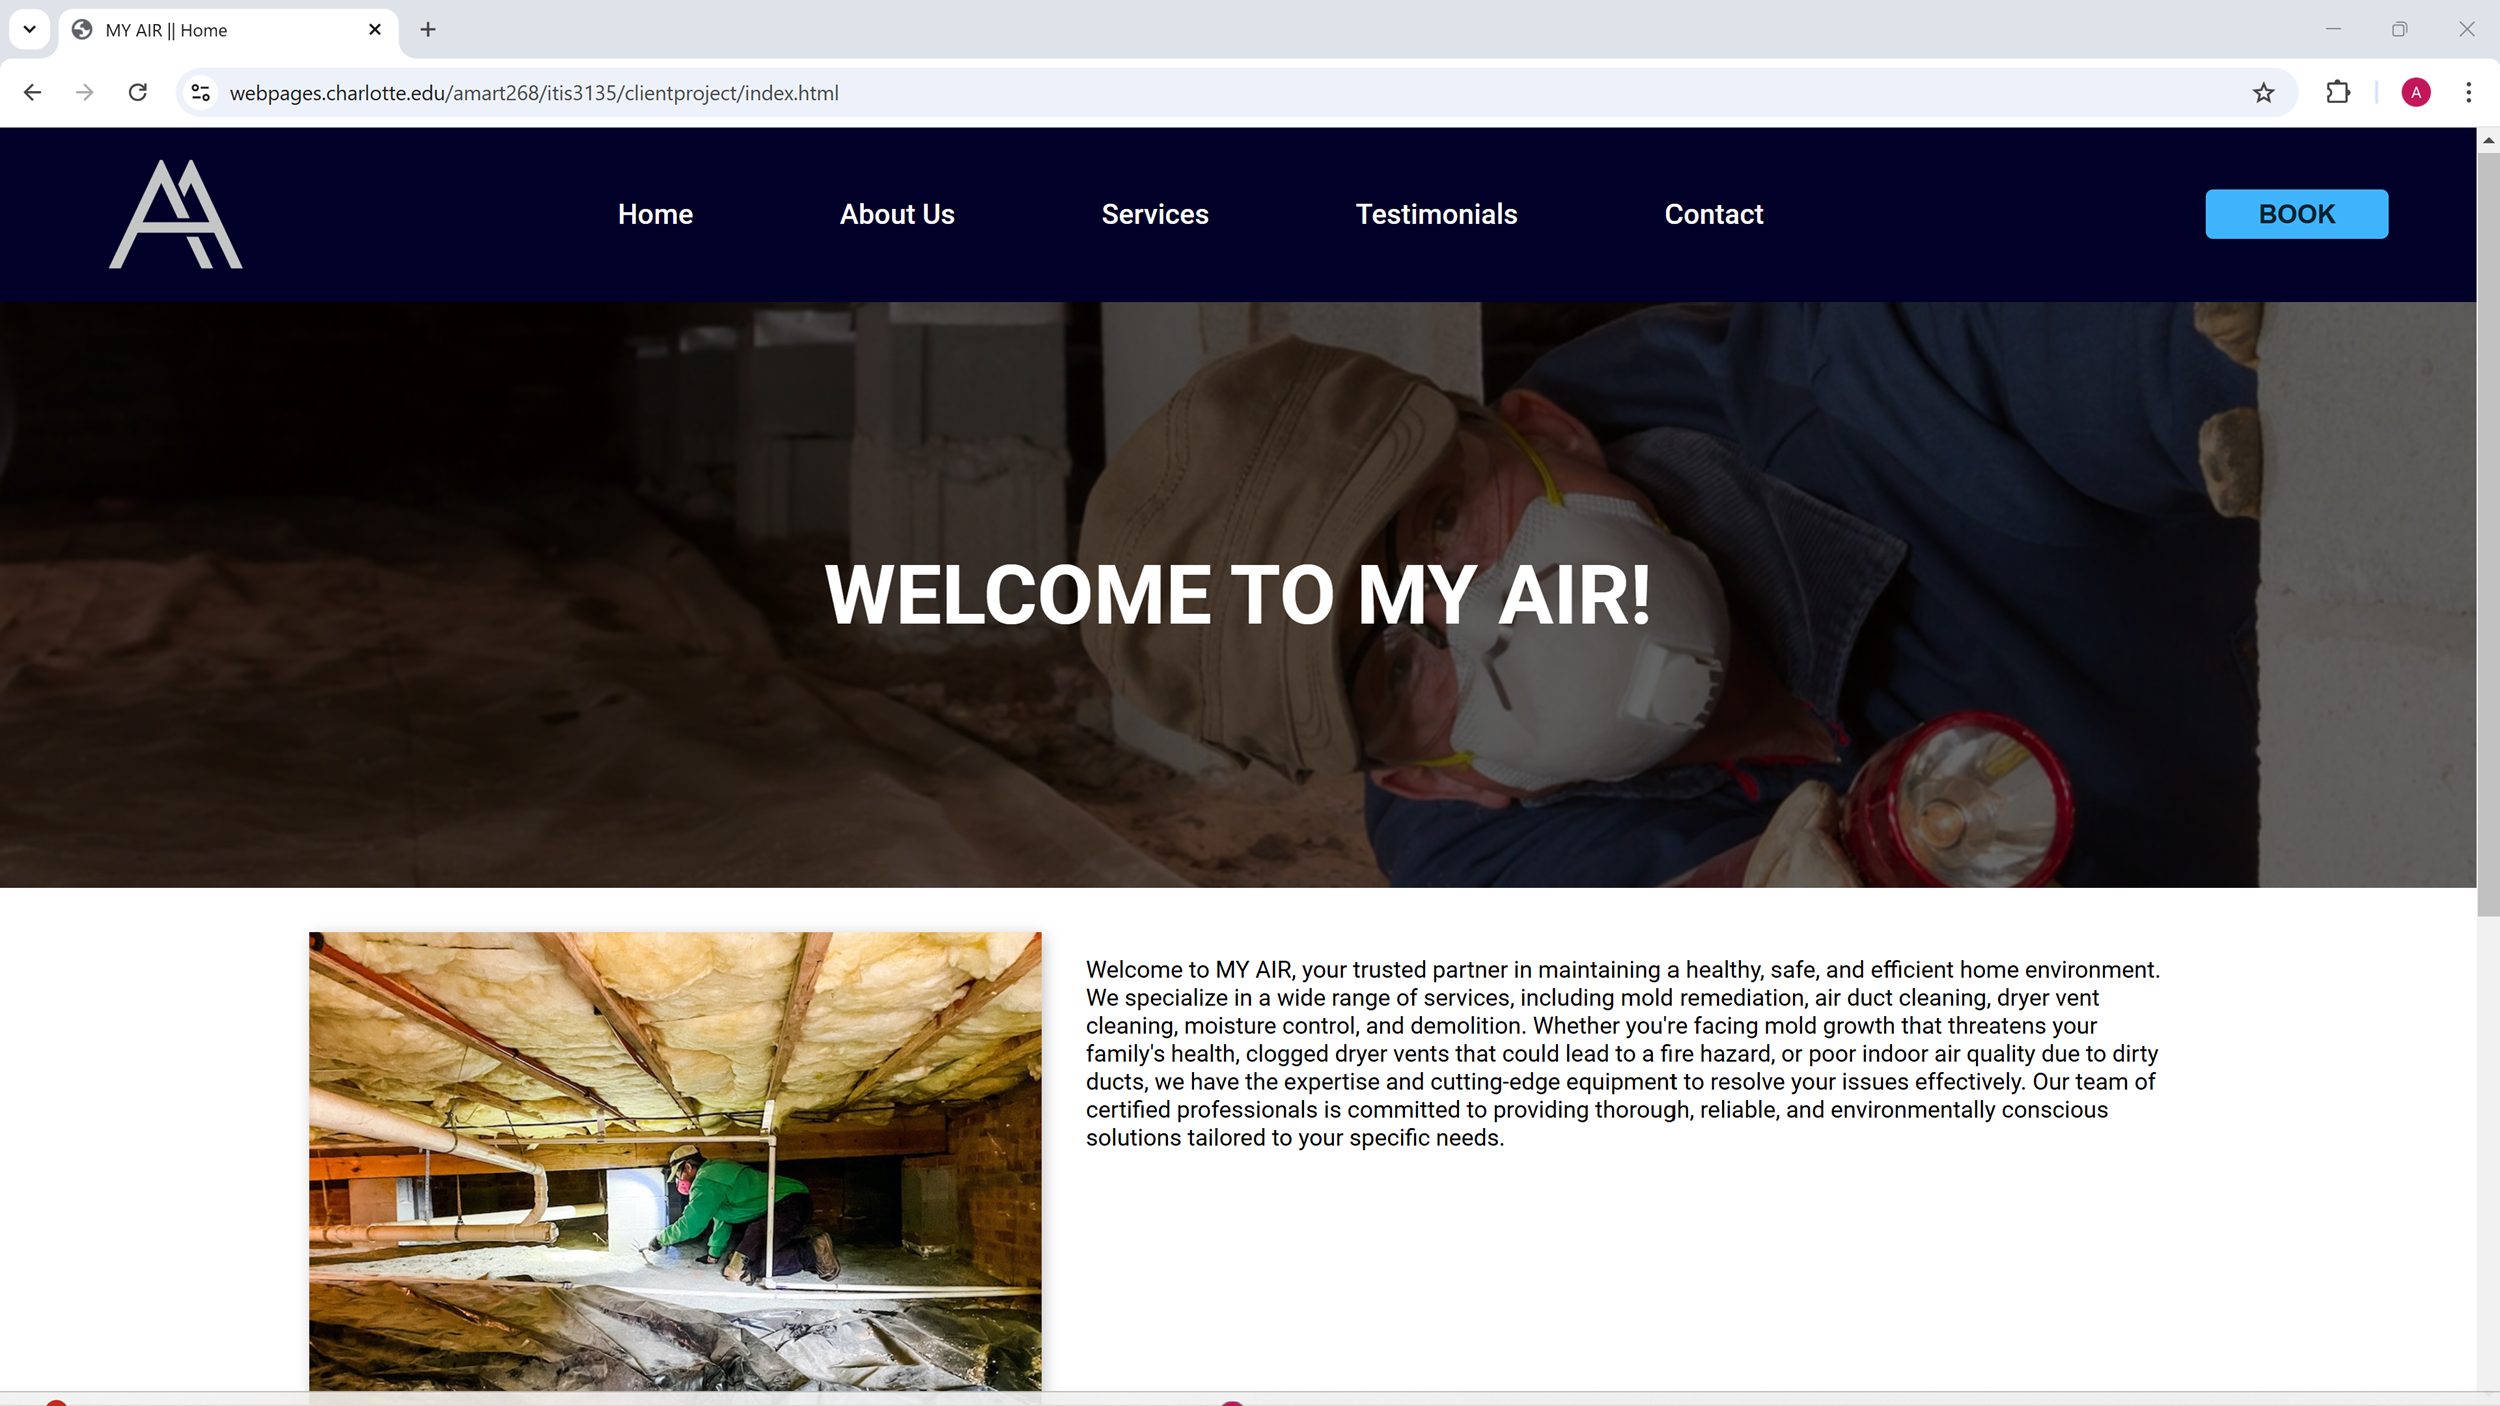 MY AIR || Home
webpages.charlotte.edu/amart268/itis3135/clientproject/index.html
A
Home
About Us
Services
Testimonials
Contact
BOOK
WELCOME TO MY AIR!
Welcome to MY AIR, your trusted partner in maintaining a healthy, safe, and efficient home environment.
We specialize in a wide range of services, including mold remediation, air duct cleaning, dryer vent
cleaning, moisture control, and demolition. Whether you're facing mold growth that threatens your
family's health, clogged dryer vents that could lead to a fire hazard, or poor indoor air quality due to dirty
ducts, we have the expertise and cutting-edge equipment to resolve your issues effectively. Our team of
certified professionals is committed to providing thorough, reliable, and environmentally conscious
solutions tailored to your specific needs.